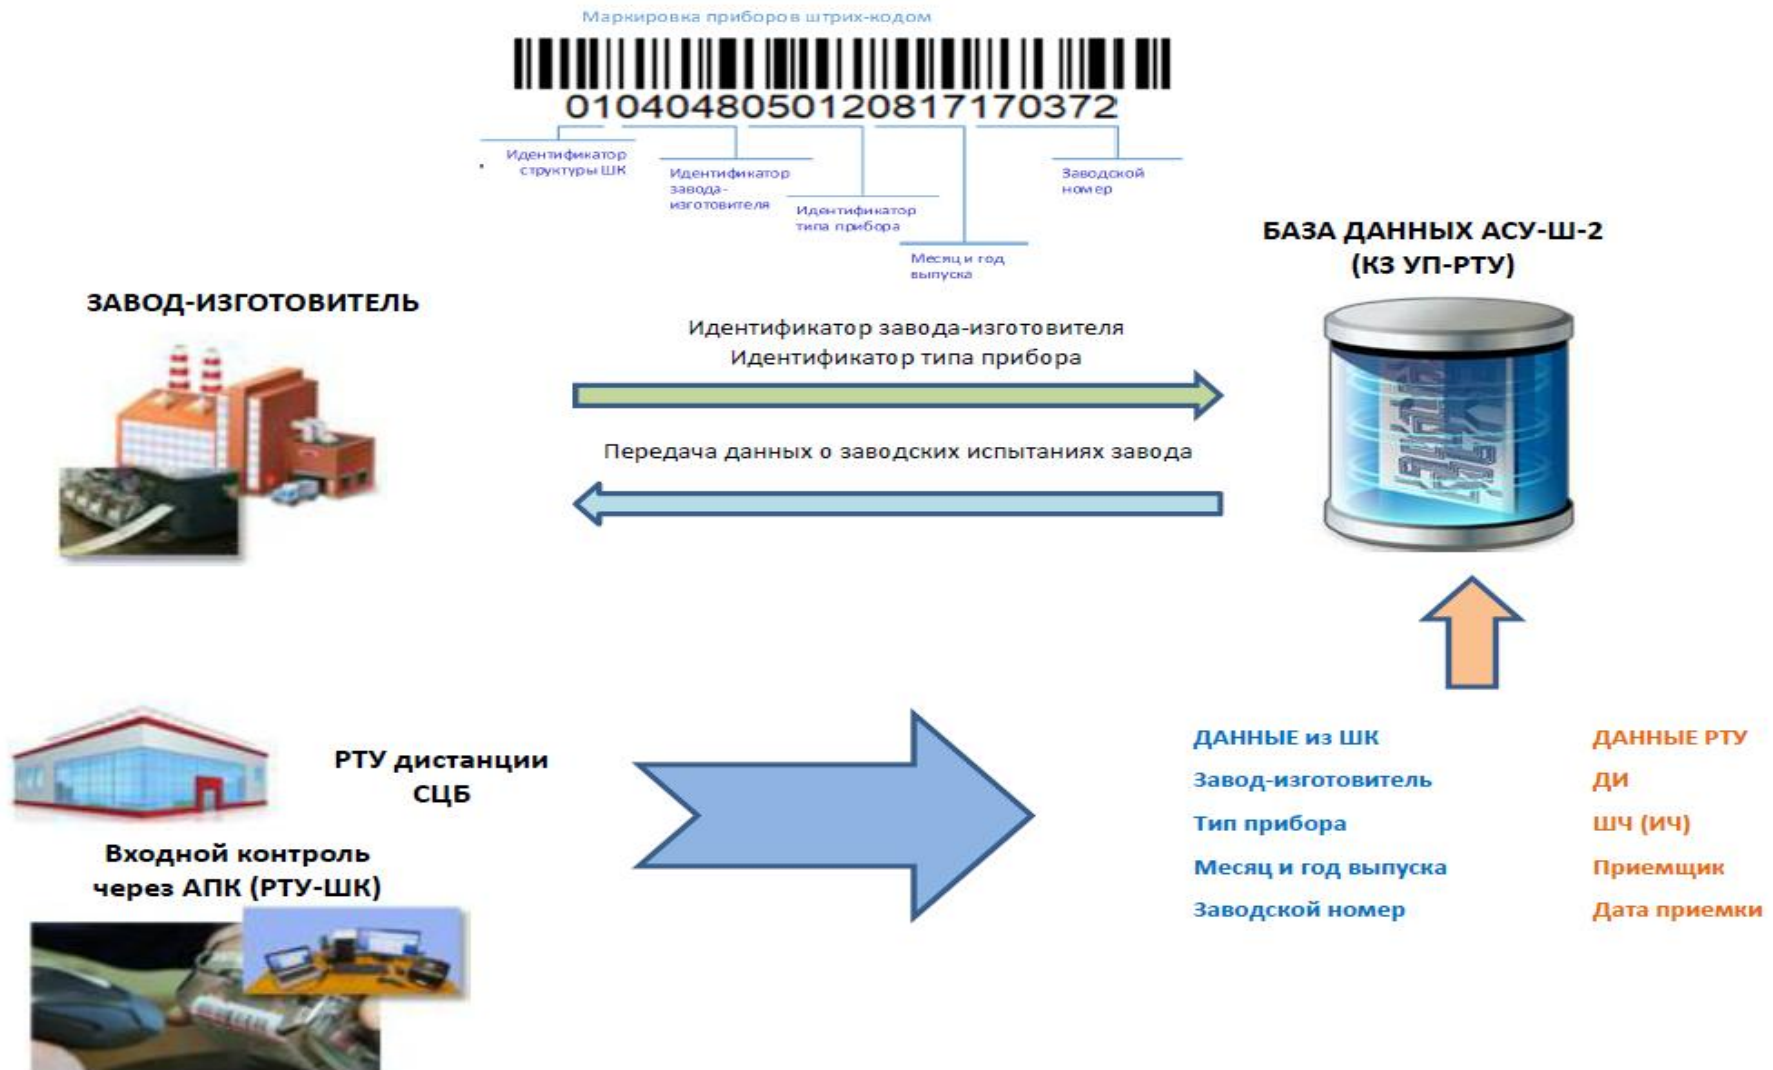 Маркировка приборов штрих-кодом
0104048050120817170372
Идентификатор
структуры ШК
Идентификатор
завода-
изготовителя
Идентификатор
типа прибора
Месяц и год
выпуска
Заводской
номер
БАЗА ДАННЫХ АСУ-Ш-2
(КЗ УП-РТУ)
ЗАВОД-ИЗГОТОВИТЕЛЬ
Идентификатор завода-изготовителя
Идентификатор типа прибора
Передача данных о заводских испытаниях завода
РТУ дистанции
СЦБ
Входной контроль
через АПК (РТУ-ШК)
ДАННЫЕ из ШК
Завод-изготовитель
Тип прибора
Месяц и год выпуска
Заводской номер
ДАННЫЕ РТУ
ДИ
ШЧ (ИЧ)
Приемщик
Дата приемки